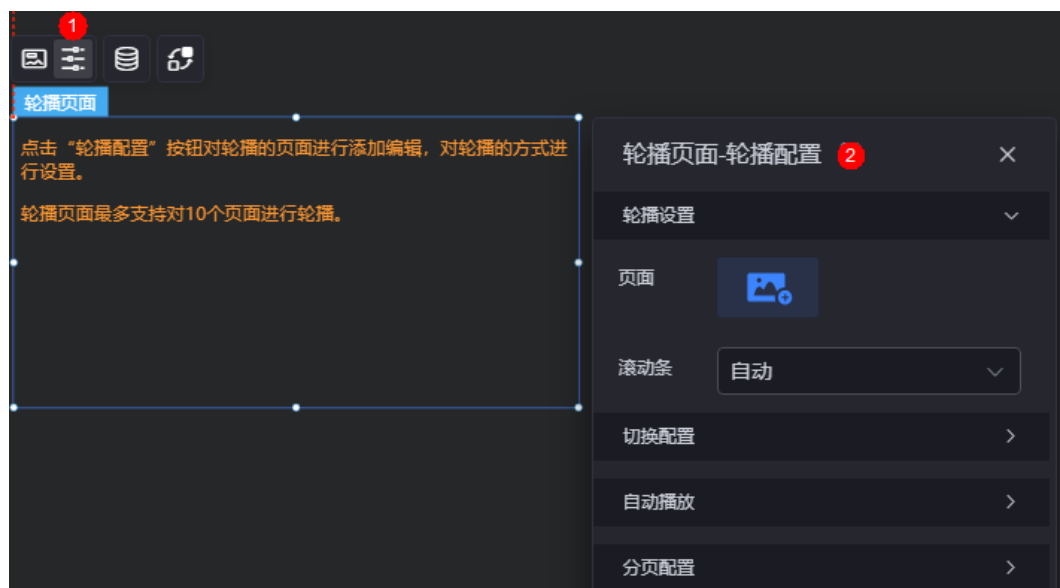 1
轮播页面
点击“轮播配置”按钮对轮播的页面进行添加编辑，对轮播的方式进
行设置。
轮播页面最多支持对10个页面进行轮播。
轮播页面-轮播配置 2
轮播设置
页面
滚动条 自动
切换配置
自动播放
分页配置